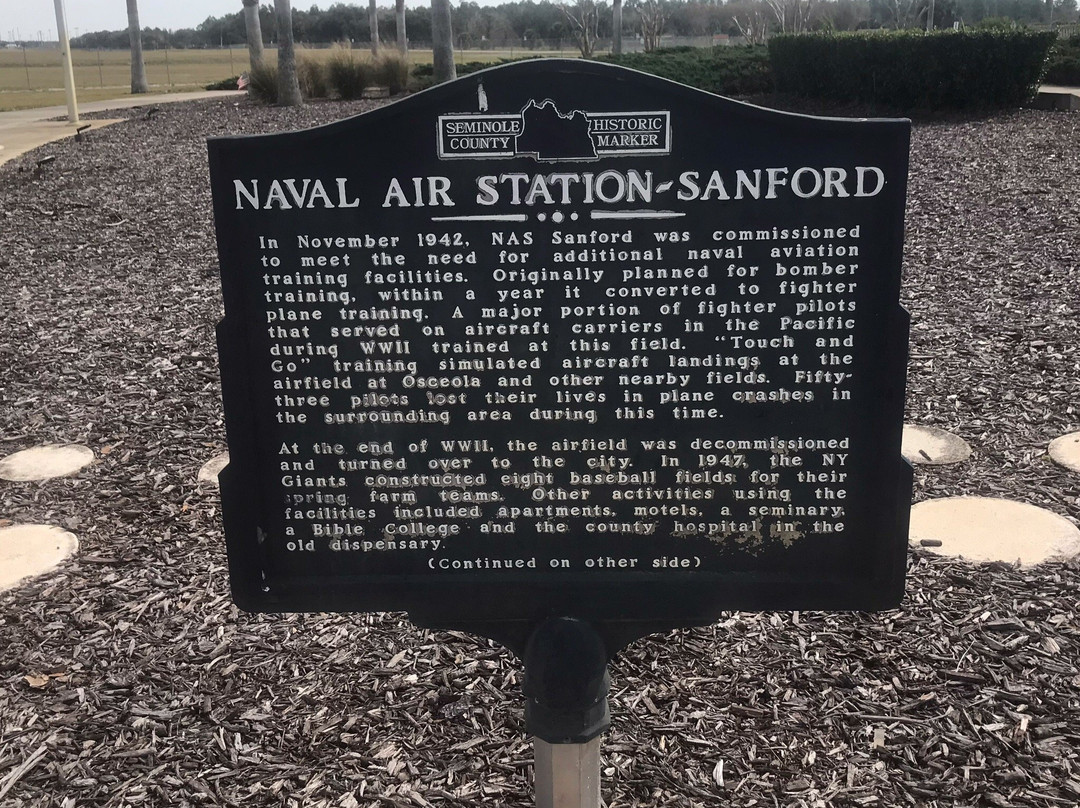 SEMINOLE COUNTY HISTORIC MARKER
NAVAL AIR STATION-SANFORD
In November 1942, NAS Sanford was commissioned
to meet the need for additional naval aviation
training facilities. Originally planned for bomber
training, within a year it converted to fighter
plane training. A major portion of fighter pilots
that served on aircraft carriers in the Pacific
during WWII trained at this field. “Touch and
Go” training simulated aircraft landings at the
airfield at Osceola and other nearby fields. Fifty-
three pilots lost their lives in plane crashes in
the surrounding area during this time.
At the end of WWII, the airfield was decommissioned
and turned over to the city. In 1947, the NY
Giants constructed eight baseball fields for their
spring farm teams. Other activities using the
facilities included apartments, motels, a seminary,
a Bible College and the county hospital in the
old dispensary.
(Continued on other side)